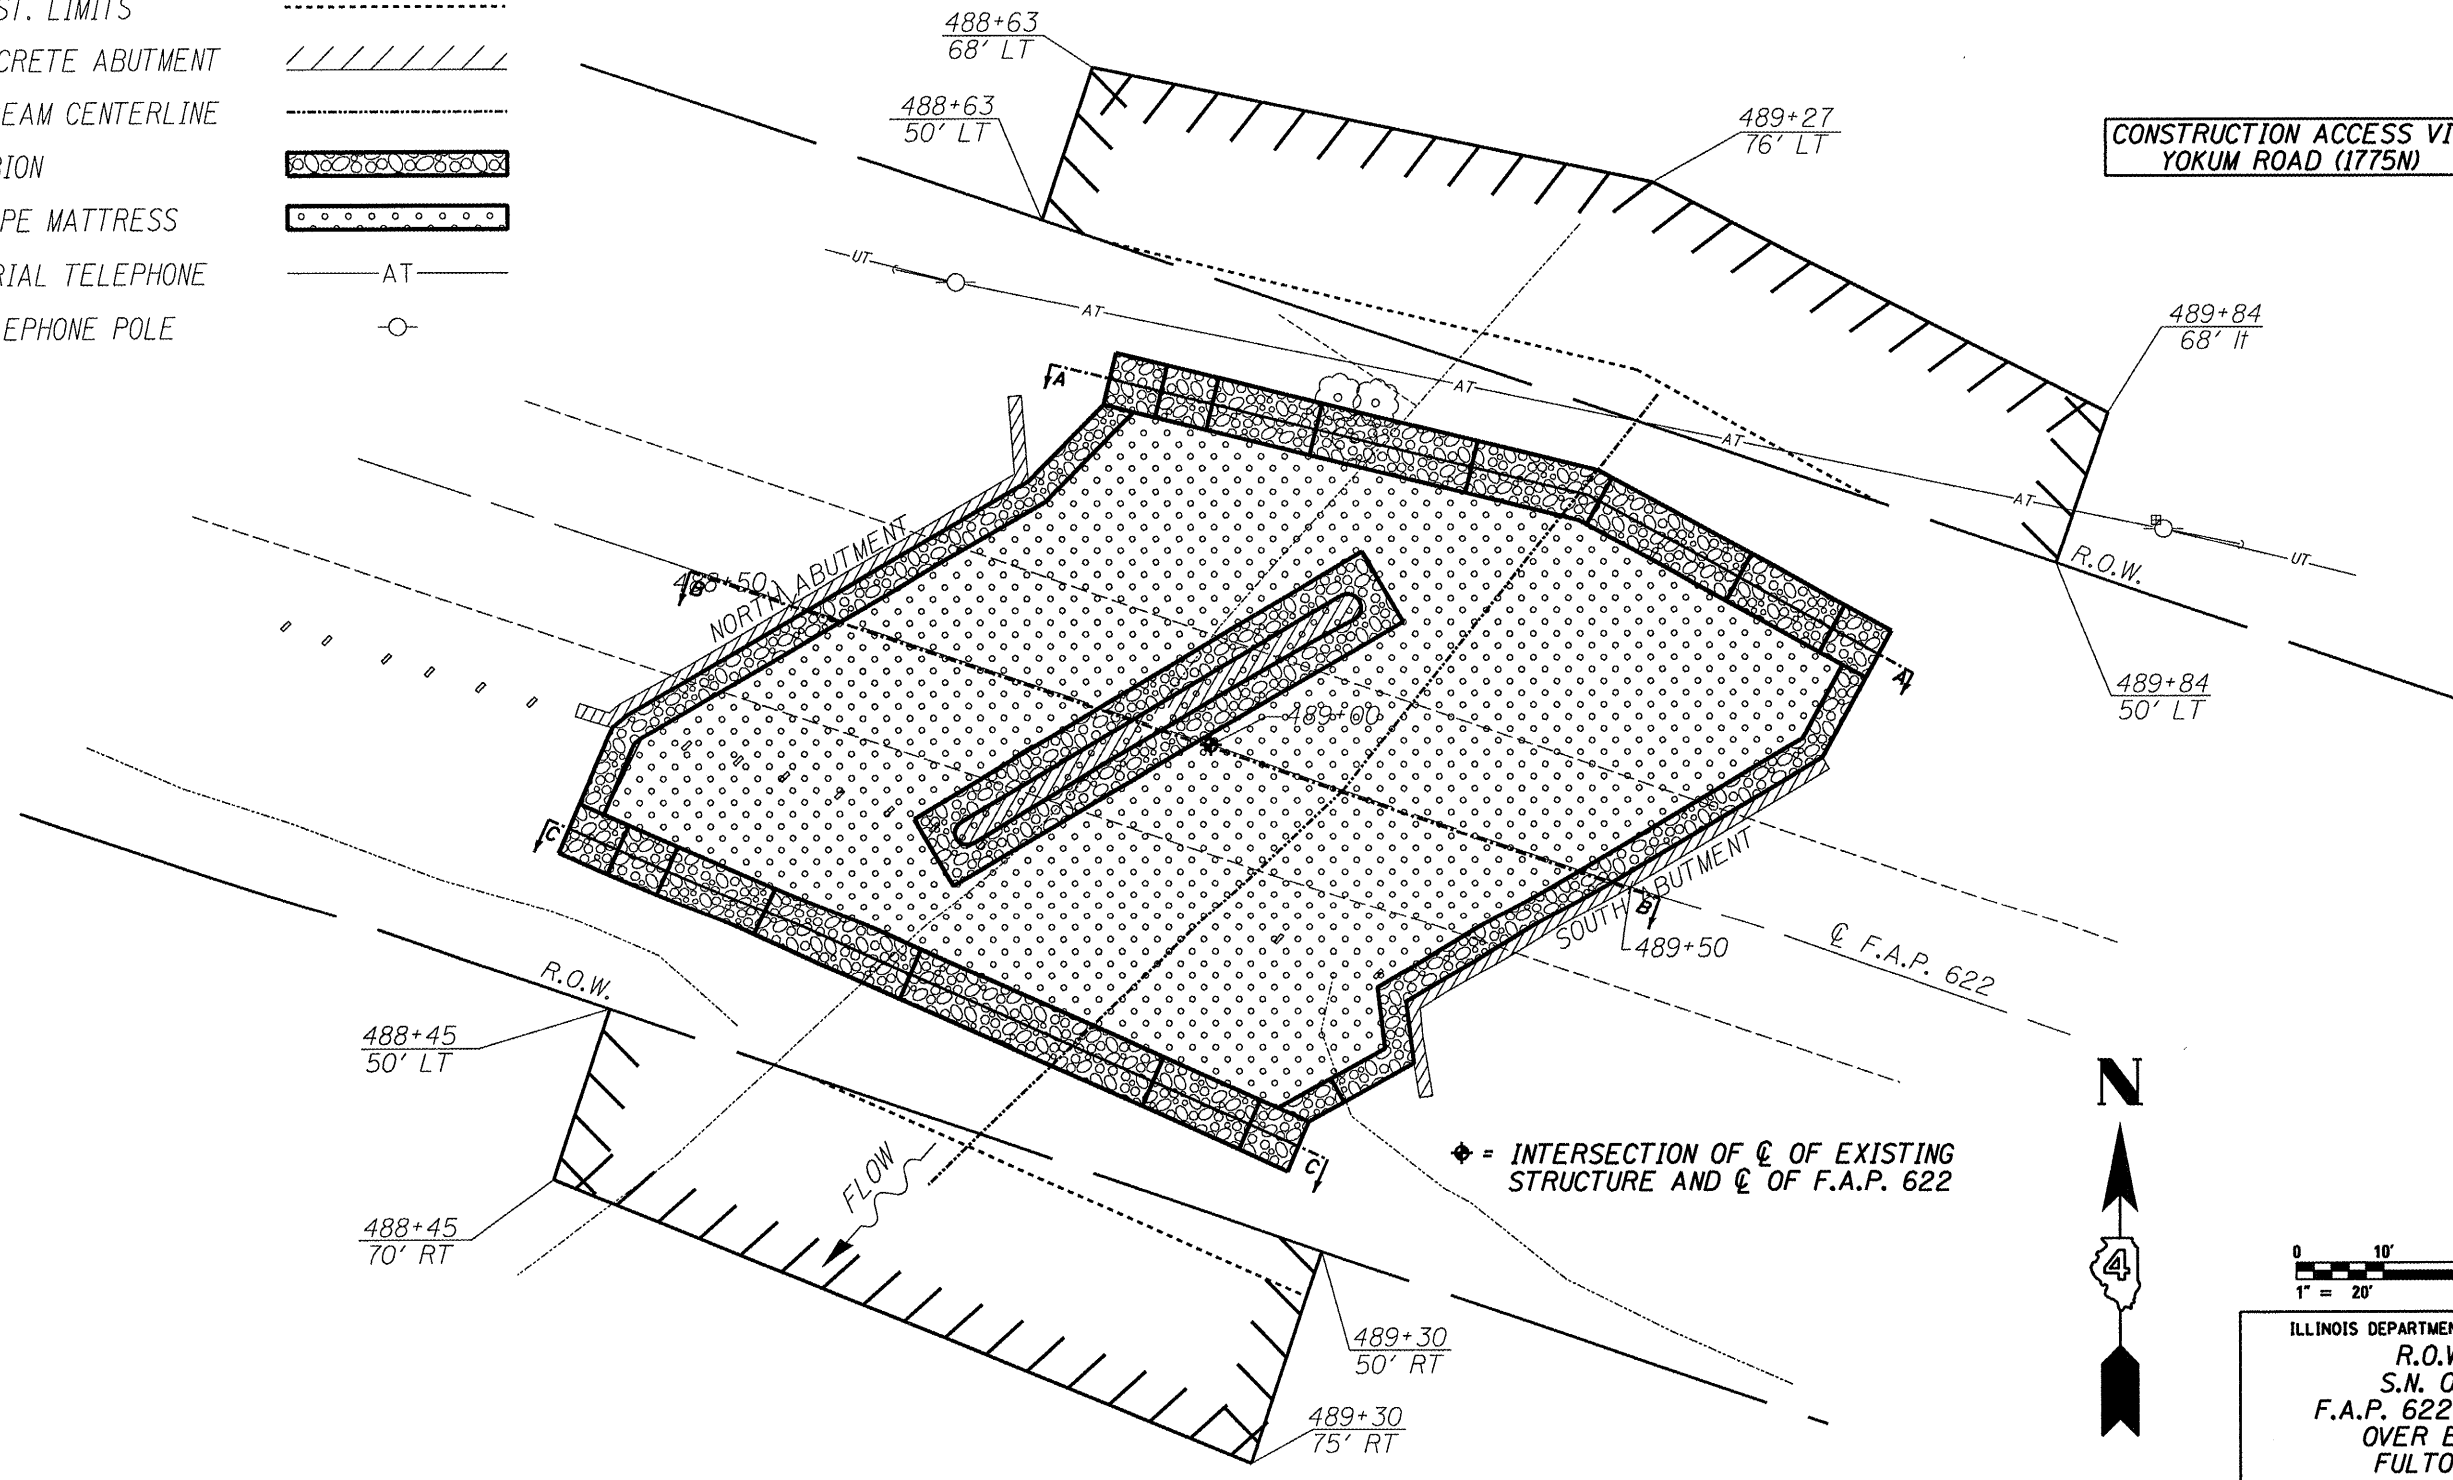 ST. LIMITS
CRETE ABUTMENT
EAM CENTERLINE
BION
PE MATTRESS
RIAL TELEPHONE
AT
EPHONE POLE
488+63
68' LT
488+63
50' LT
489+27
76' LT
CONSTRUCTION ACCESS VI
YOKUM ROAD (1775N)
489+84
68' lt
UT
AT
AT
AT
AT
UT
A
A
R.O.W.
489+84
50' LT
488+50
B
NORTH ABUTMENT
489+00
C
SOUTH ABUTMENT
B
489+50
℄ F.A.P. 622
R.O.W.
488+45
50' LT
488+45
70' RT
FLOW
C
= INTERSECTION OF ℄ OF EXISTING
STRUCTURE AND ℄ OF F.A.P. 622
489+30
50' RT
489+30
75' RT
N
4
0 10'
1" = 20'
ILLINOIS DEPARTMEN
R.O.W
S.N. 0
F.A.P. 622
OVER B
FULTO